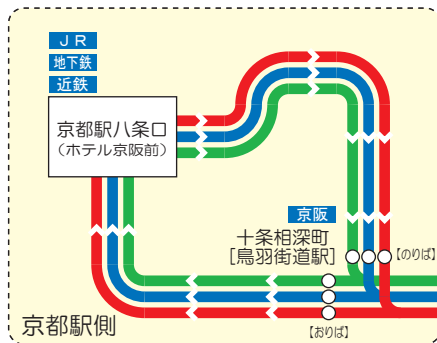 JR
地下鉄
近鉄
京都駅八条口
(ホテル京阪前)
京阪
十条相深町
[鳥羽街道駅]
【のりば】
【おりば】
京都駅側